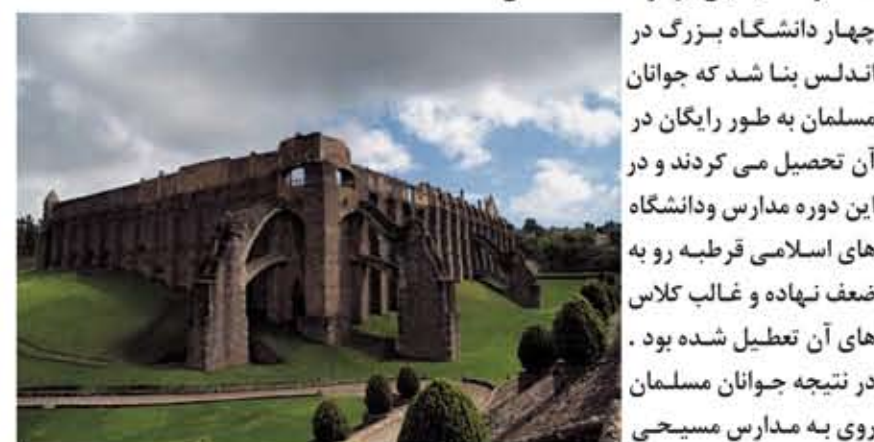 چهار دانشگاه بزرگ در
اندلس بنا شد که جوانان
مسلمان به طور رایگان در
آن تحصیل می کردند و در
این دوره مدارس ودانشگاه
های اسلامی قرطبه رو به
ضعف نهاده و غالب کلاس
های آن تعطیل شده بود .
در نتیجه جوانان مسلمان
روی به مدارس مسیحی